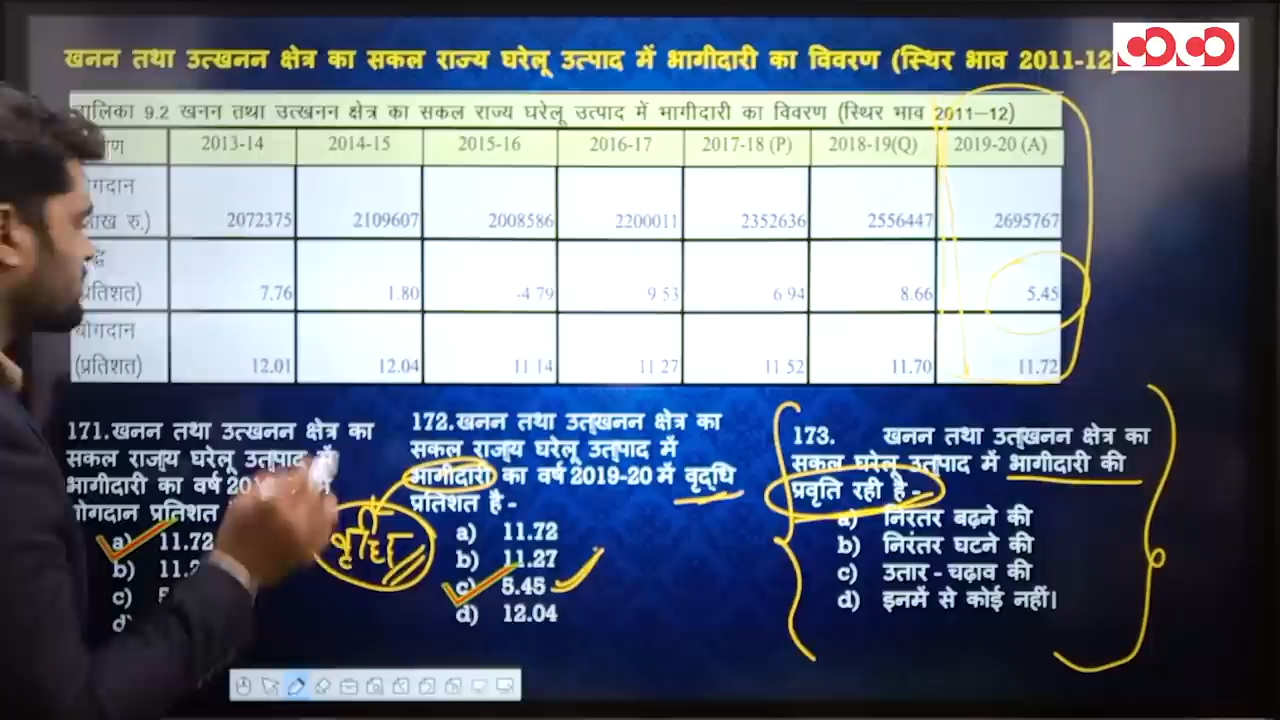 खनन तथा उत्खनन क्षेत्र का सकल राज्य घरेलू उत्पाद में भागीदारी का विवरण (स्थिर भाव 2011-12)
तालिका 9.2 खनन तथा उत्खनन क्षेत्र का सकल राज्य घरेलू उत्पाद में भागीदारी का विवरण (स्थिर भाव 2011–12)
2013-14 2014-15 2015-16 2016-17 2017-18 (P) 2018-19(Q) 2019-20 (A)
रु.) 2072375 2109607 2008586 2200011 2352636 2556447 2695767
7.76 1.80 -4.79 9.53 6.94 8.66 5.45
(प्रतिशत) 12.01 12.04 11.14 11.27 11.52 11.70 11.72
171.खनन तथा उत्खनन क्षेत्र का
सकल राज्य घरेलू उत्पाद में
भागीदारी का वर्ष
योगदान प्रतिशत
a) 11.72
b)
c)
172.खनन तथा उत्खनन क्षेत्र का
सकल राज्य घरेलू उत्पाद में
भागीदारी का वर्ष 2019-20 में वृद्धि
प्रतिशत है -
a) 11.72
b) 11.27
c) 5.45
d) 12.04
173. खनन तथा उत्खनन क्षेत्र का
सकल घरेलू उत्पाद में भागीदारी की
प्रवृति रही है -
a) निरंतर बढ़ने की
b) निरंतर घटने की
c) उतार - चढ़ाव की
d) इनमें से कोई नहीं।